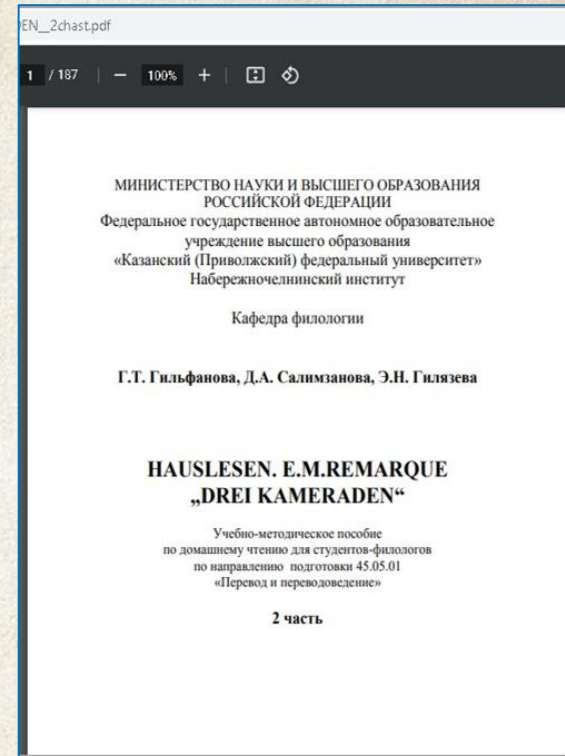 EN__2chast.pdf
1 / 187 | − 100% + |
МИНИСТЕРСТВО НАУКИ И ВЫСШЕГО ОБРАЗОВАНИЯ
РОССИЙСКОЙ ФЕДЕРАЦИИ
Федеральное государственное автономное образовательное
учреждение высшего образования
«Казанский (Приволжский) федеральный университет»
Набережночелнинский институт
Кафедра филологии
Г.Т. Гильфанова, Д.А. Салимзанова, Э.Н. Гилязева
HAUSLESEN. E.M.REMARQUE
„DREI KAMERADEN“
Учебно-методическое пособие
по домашнему чтению для студентов-филологов
по направлению подготовки 45.05.01
«Перевод и переводоведение»
2 часть